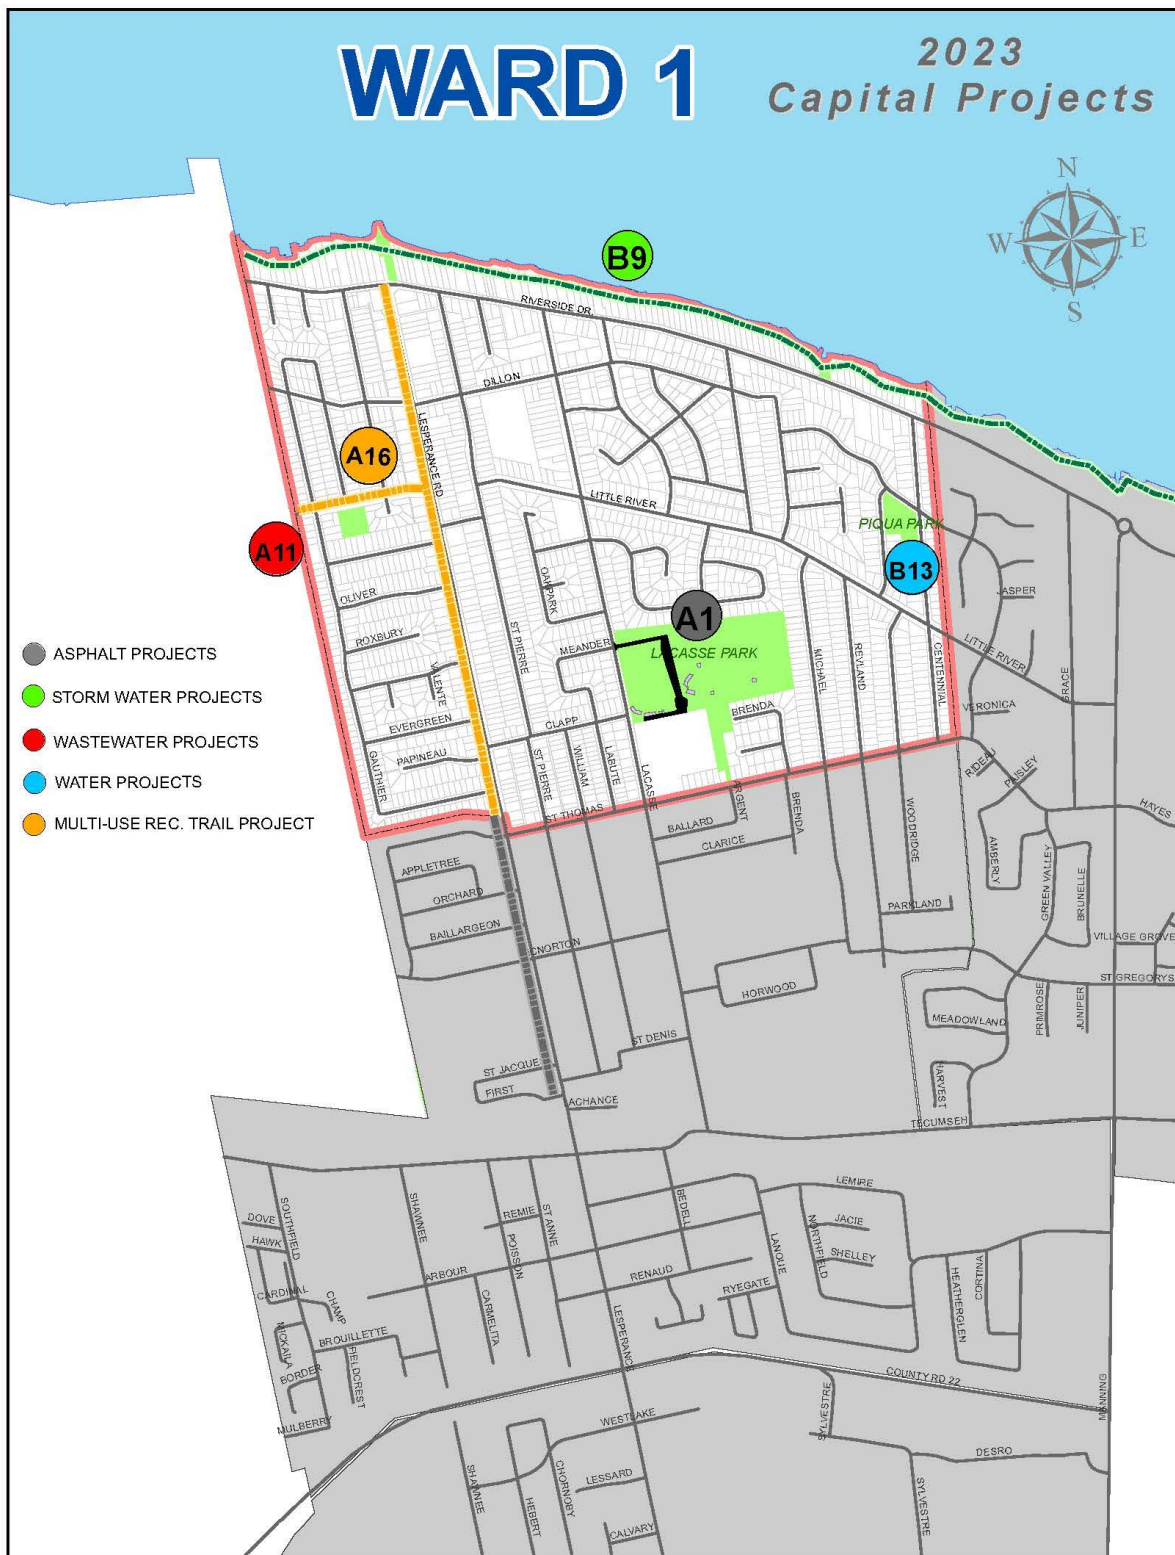 WARD 1
2023
Capital Projects
N
W
E
S
B9
RIVERSIDE DR.
DILLON
LESPERANCE RD
A16
LITTLE RIVER
PIQUA PARK
A11
B13
OLIVER
OAKPARK
A1
JASPER
ROXBURY
ST PIERRE
MEANDER
LACASSE PARK
MICHAEL
REVLAND
CENTENNIAL
LITTLE RIVER
GRACE
VALENTE
VERONICA
EVERGREEN
CLAPP
BRENDA
GAUTHIER
PAPINEAU
ST PIERRE
WILLIAM
LABUTE
LACASSE
RIDEAU
PAISLEY
ASPHALT PROJECTS
STORM WATER PROJECTS
WASTEWATER PROJECTS
WATER PROJECTS
MULTI-USE REC. TRAIL PROJECT
ST THOMAS
ARGENT
BRENDA
HAYES
BALLARD
CLARICE
WOODRIDGE
AMBERLY
GREEN VALLEY
BRUNELLE
APPLETREE
ORCHARD
PARKLAND
BAILLARGEON
CNORTON
VILLAGE GROVE
ST GREGORYS
HORWOOD
PRIMROSE
JUNIPER
MEADOWLAND
ST DENIS
ST JACQUE
FIRST
LACHANCE
HARVEST
TECUMSEH
LEMIRE
DOVE
SOUTHFIELD
SHAWNEE
REMIE
ST ANNE
BEDELL
JACIE
HAWK
POISSON
LANOUE
NORTHFIELD
SHELLEY
ARBOUR
RENAUD
RYEGATE
CARDINAL
CHAMP
CARMELITA
HEATHERGLEN
CORTINA
MICKAILA
BROUILLETTE
LESPERANCE
FIELDCREST
BORDER
COUNTY RD 22
MANNING
MULBERRY
WESTLAKE
SYLVESTRE
DESRO
SHAWNEE
CHORNOBY
LESSARD
HEBERT
SYLVESTRE
CALVARY